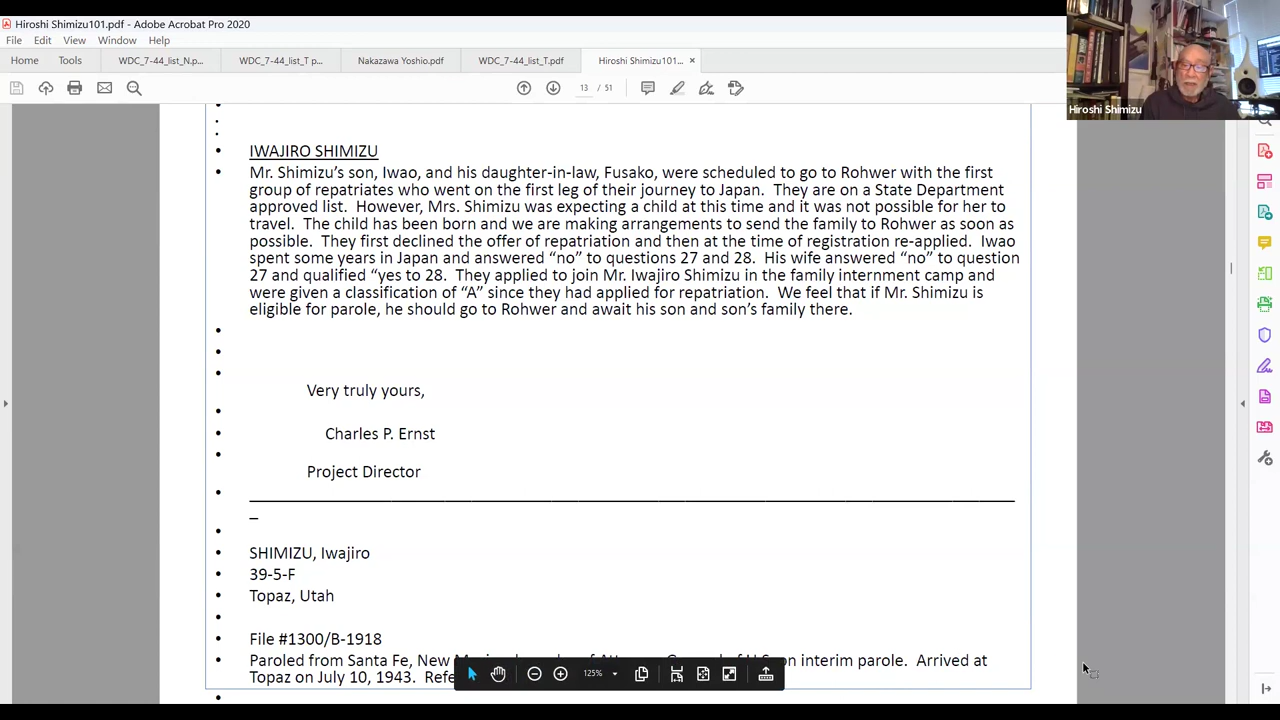 Hiroshi Shimizu101.pdf - Adobe Acrobat Pro 2020
File Edit View Window Help
Home Tools WDC_7-44_list_N.p... WDC_7-44_list_T p... Nakazawa Yoshio.pdf WDC_7-44_list_T.pdf Hiroshi Shimizu101... ×
13 / 51
Hiroshi Shimizu
IWAJIRO SHIMIZU
Mr. Shimizu's son, Iwao, and his daughter-in-law, Fusako, were scheduled to go to Rohwer with the first
group of repatriates who went on the first leg of their journey to Japan. They are on a State Department
approved list. However, Mrs. Shimizu was expecting a child at this time and it was not possible for her to
travel. The child has been born and we are making arrangements to send the family to Rohwer as soon as
possible. They first declined the offer of repatriation and then at the time of registration re-applied. Iwao
spent some years in Japan and answered “no” to questions 27 and 28. His wife answered “no” to question
27 and qualified “yes to 28. They applied to join Mr. Iwajiro Shimizu in the family internment camp and
were given a classification of “A” since they had applied for repatriation. We feel that if Mr. Shimizu is
eligible for parole, he should go to Rohwer and await his son and son’s family there.
Very truly yours,
Charles P. Ernst
Project Director
SHIMIZU, Iwajiro
39-5-F
Topaz, Utah
File #1300/B-1918
Paroled from Santa Fe, New on interim parole. Arrived at
Topaz on July 10, 1943.
125%